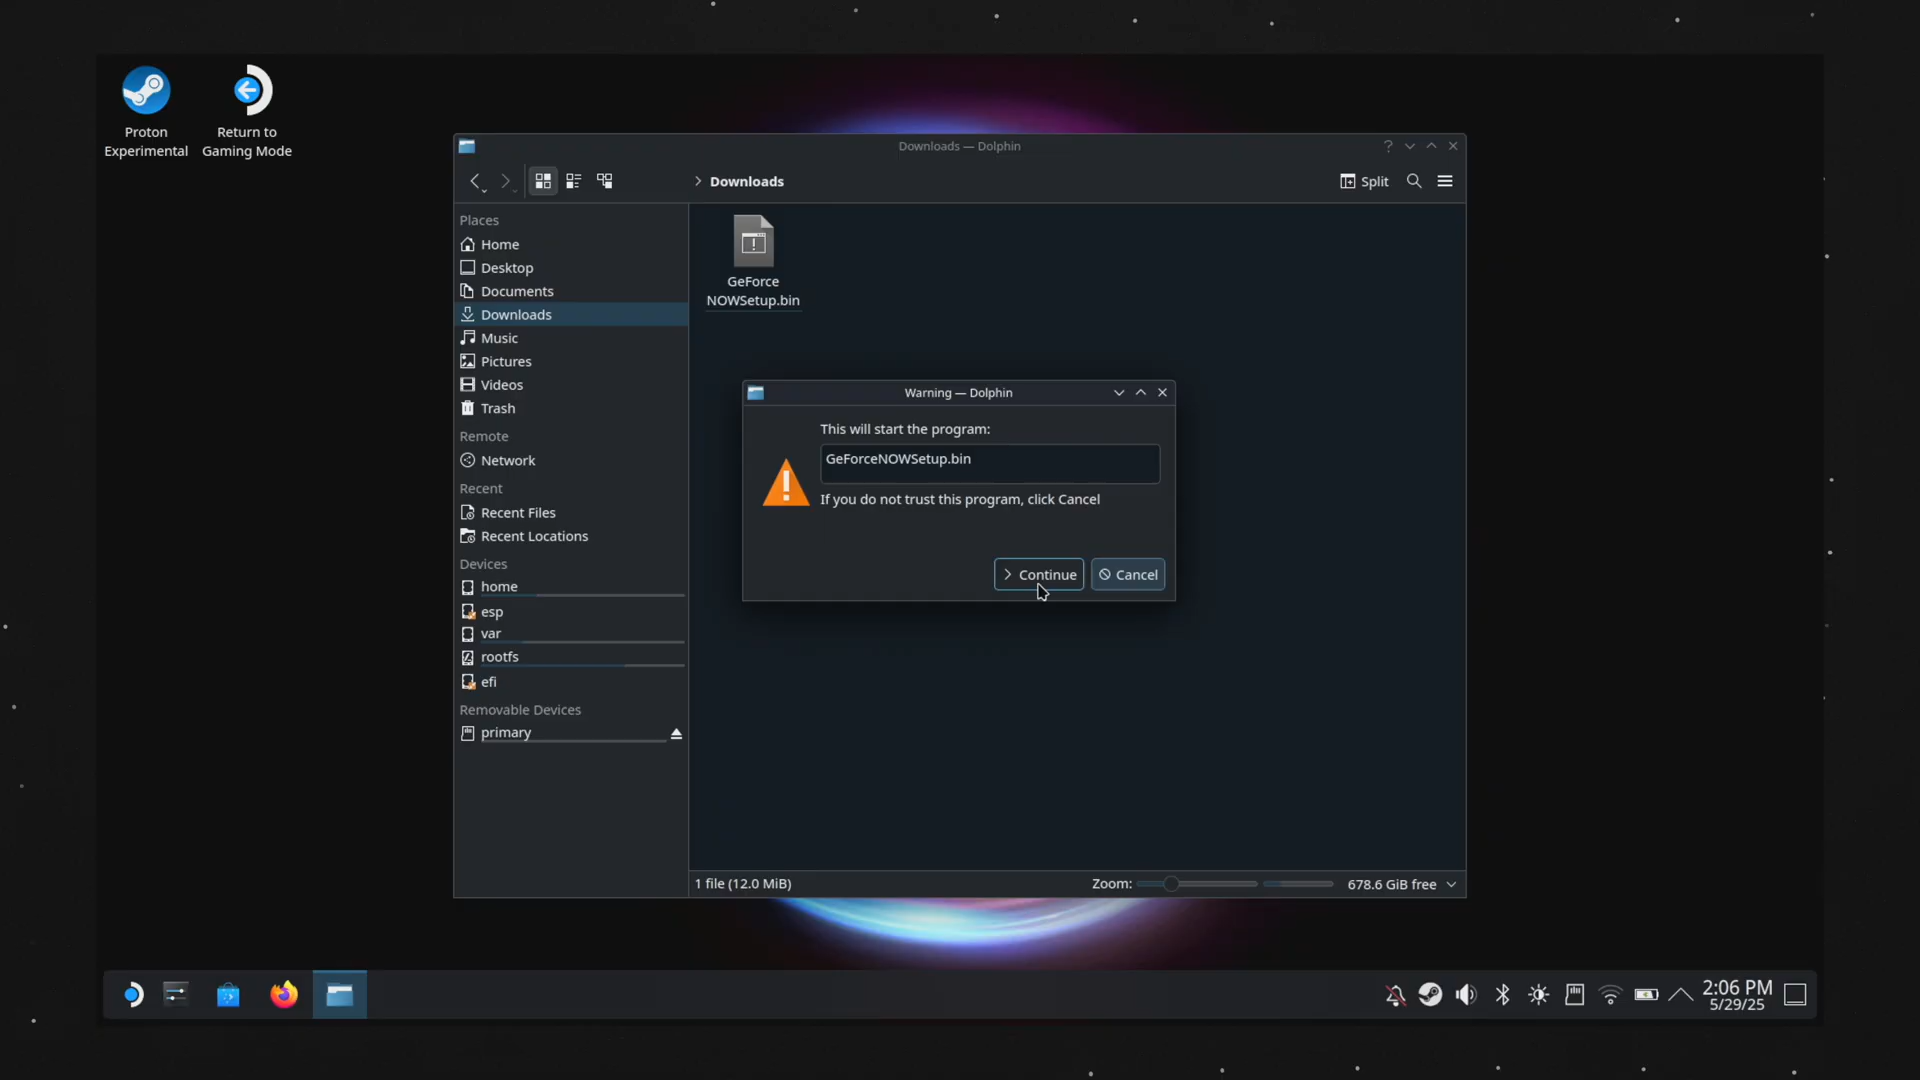 Proton
Experimental
Return to
Gaming Mode
Downloads — Dolphin
Downloads
Split
Places
Home
Desktop
Documents
Downloads
Music
Pictures
Videos
Trash
Remote
Network
Recent
Recent Files
Recent Locations
Devices
home
esp
var
rootfs
efi
Removable Devices
primary
GeForce
NOWSetup.bin
Warning — Dolphin
This will start the program:
GeForceNOWSetup.bin
If you do not trust this program, click Cancel
Continue
Cancel
1 file (12.0 MiB)
Zoom:
678.6 GiB free
2:06 PM
5/29/25